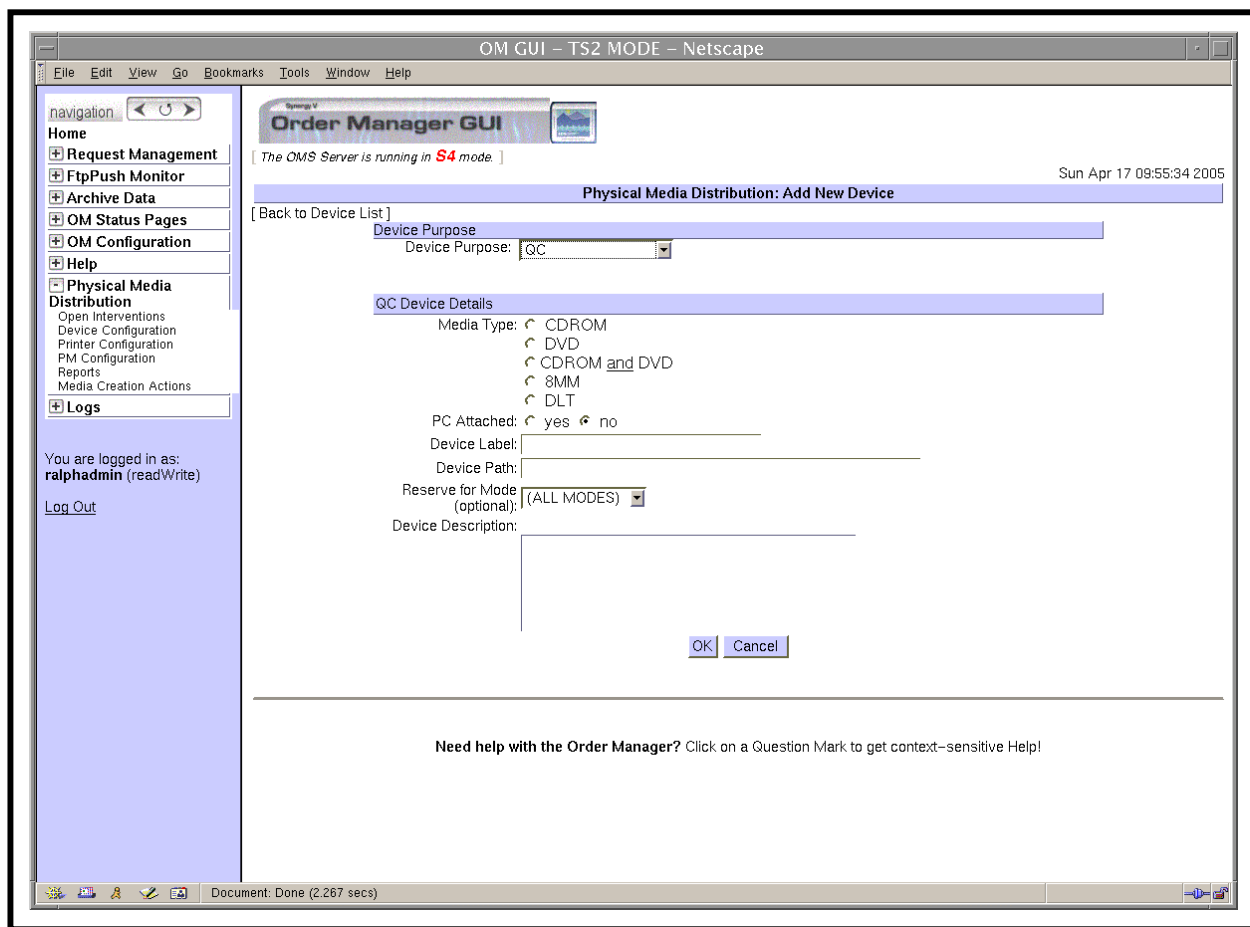 OM GUI – TS2 MODE – Netscape
File Edit View Go Bookmarks Tools Window Help
navigation
Home
Request Management
FtpPush Monitor
Archive Data
OM Status Pages
OM Configuration
Help
Physical Media
Distribution
Open Interventions
Device Configuration
Printer Configuration
PM Configuration
Reports
Media Creation Actions
Logs
You are logged in as:
ralphadmin (readWrite)
Log Out
Synergy V
Order Manager GUI
[ The OMS Server is running in S4 mode. ]
Sun Apr 17 09:55:34 2005
Physical Media Distribution: Add New Device
[ Back to Device List ]
Device Purpose
Device Purpose: QC
QC Device Details
Media Type: CDROM
DVD
CDROM and DVD
8MM
DLT
PC Attached: yes no
Device Label:
Device Path:
Reserve for Mode
(optional): (ALL MODES)
Device Description:
OK Cancel
Need help with the Order Manager? Click on a Question Mark to get context–sensitive Help!
Document: Done (2.267 secs)